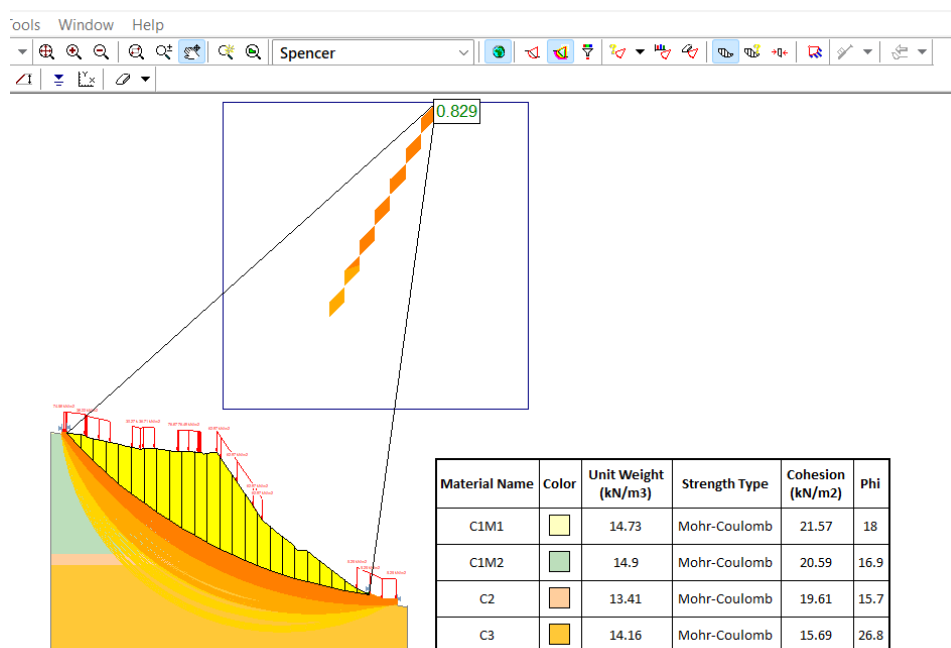 Tools Window Help
Spencer
0.829
Material Name Color Unit Weight (kN/m3) Strength Type Cohesion (kN/m2) Phi
C1M1 14.73 Mohr-Coulomb 21.57 18
C1M2 14.9 Mohr-Coulomb 20.59 16.9
C2 13.41 Mohr-Coulomb 19.61 15.7
C3 14.16 Mohr-Coulomb 15.69 26.8